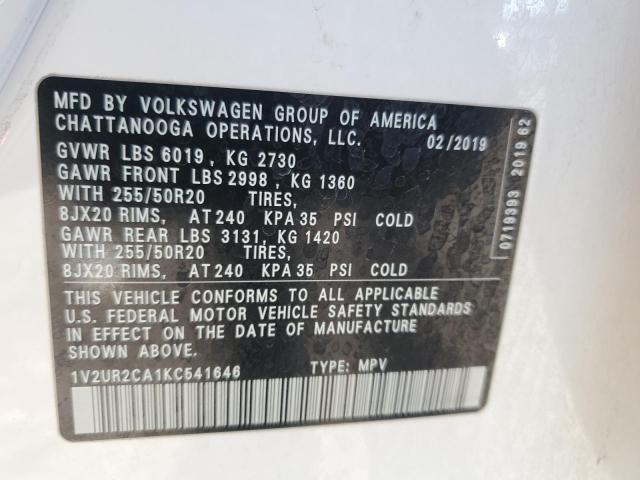 MFD BY VOLKSWAGEN GROUP OF AMERICA
CHATTANOOGA OPERATIONS, LLC. 02/2019
GVWR LBS 6019 , KG 2730
GAWR FRONT LBS 2998 , KG 1360
WITH 255/50R20 TIRES,
8JX20 RIMS, AT 240 KPA 35 PSI COLD
GAWR REAR LBS 3131, KG 1420
WITH 255/50R20 TIRES,
8JX20 RIMS, AT 240 KPA 35 PSI COLD
THIS VEHICLE CONFORMS TO ALL APPLICABLE
U.S. FEDERAL MOTOR VEHICLE SAFETY STANDARDS
IN EFFECT ON THE DATE OF MANUFACTURE
SHOWN ABOVE.
1V2UR2CA1KC541646 TYPE: MPV
0719393 2019 62